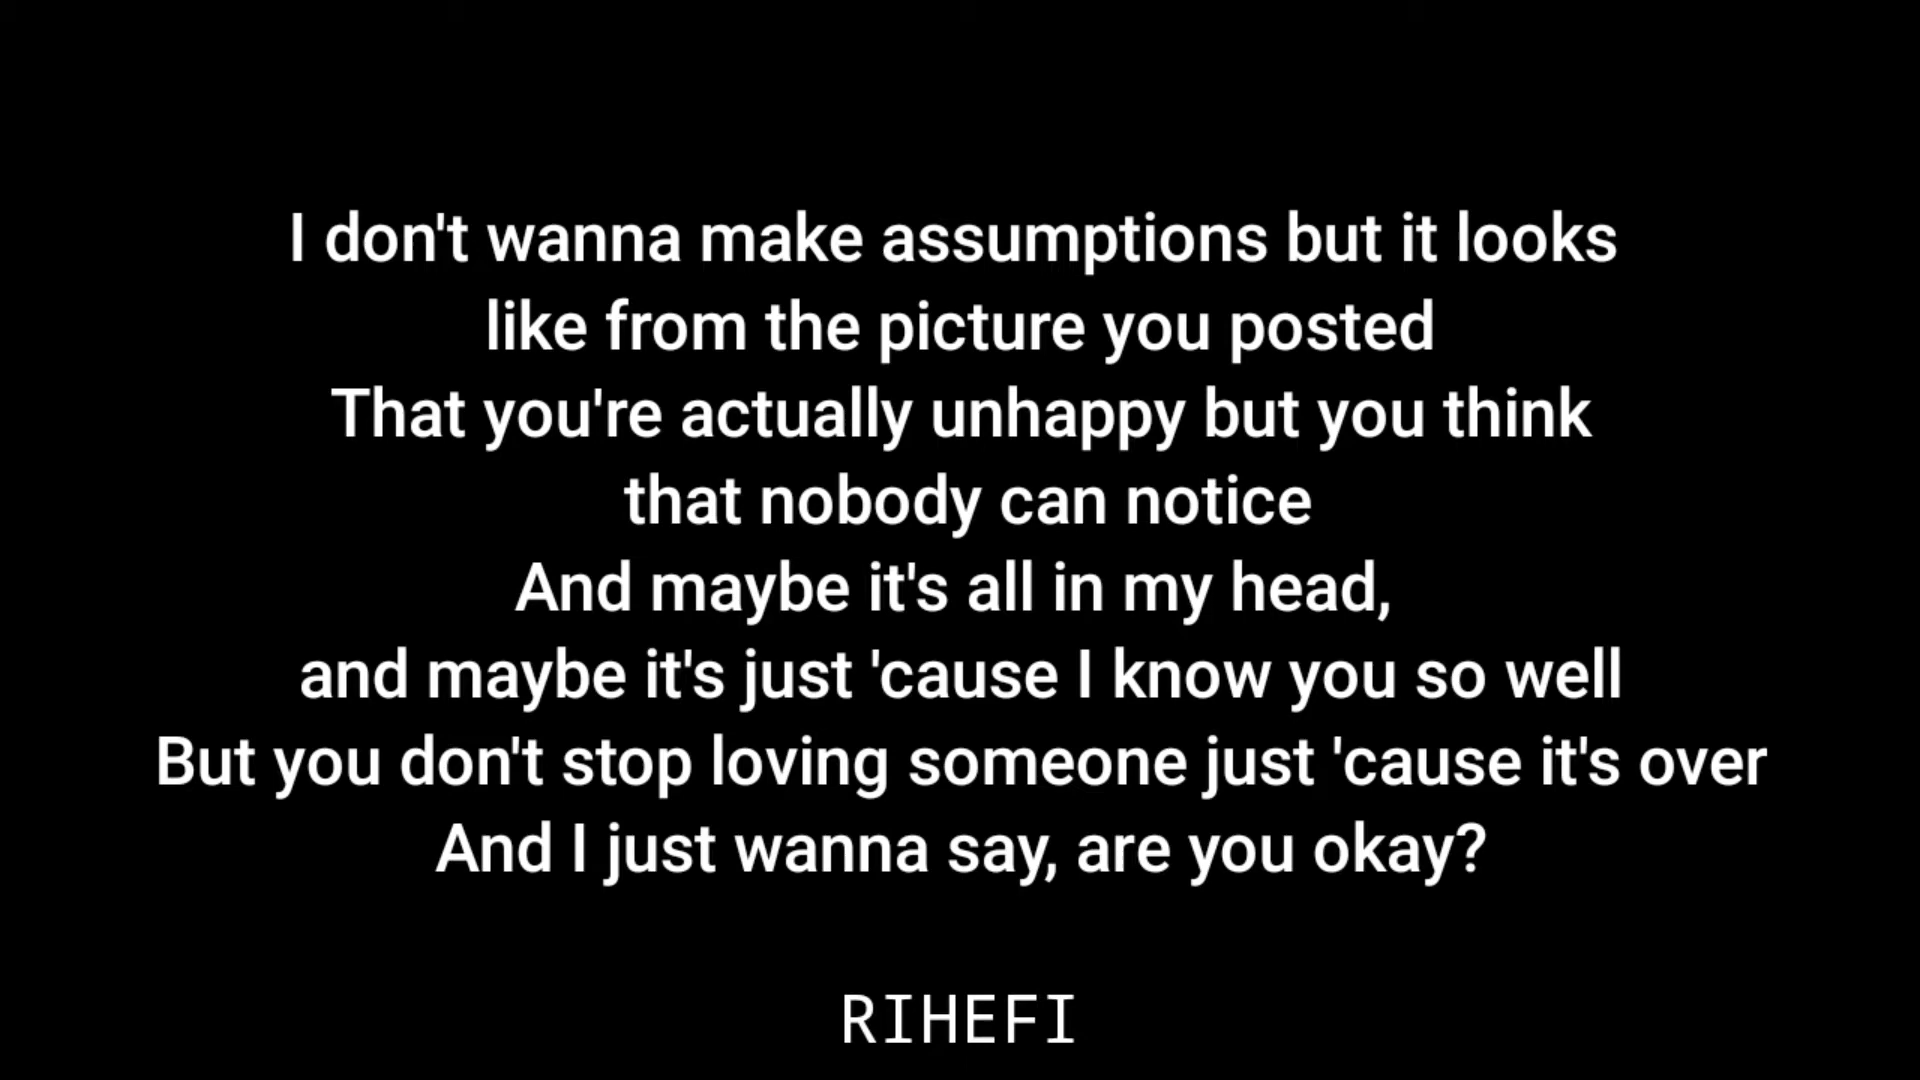 I don't wanna make assumptions but it looks
like from the picture you posted
That you're actually unhappy but you think
that nobody can notice
And maybe it's all in my head,
and maybe it's just 'cause I know you so well
But you don't stop loving someone just 'cause it's over
And I just wanna say, are you okay?
RIHEFI